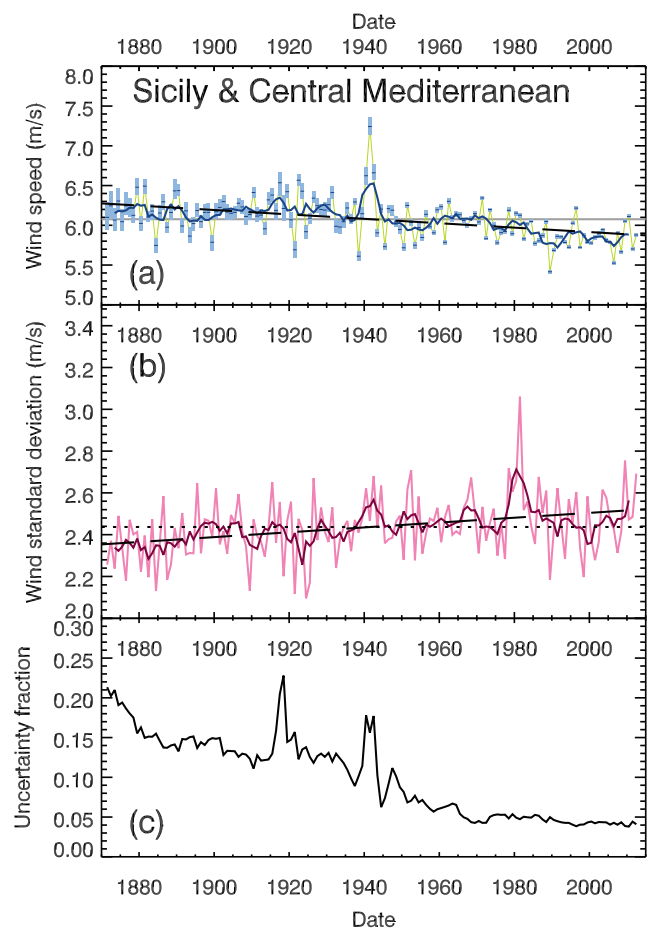 Date
1880 1900 1920 1940 1960 1980 2000
8.0
Sicily & Central Mediterranean
7.5
7.0
6.5
6.0
5.5
5.0
Wind speed (m/s)
(a)
1880 1900 1920 1940 1960 1980 2000
3.4
3.2
3.0
2.8
2.6
2.4
2.2
2.0
Wind standard deviation (m/s)
(b)
1880 1900 1920 1940 1960 1980 2000
0.30
0.25
0.20
0.15
0.10
0.05
0.00
Uncertainty fraction
(c)
1880 1900 1920 1940 1960 1980 2000
Date